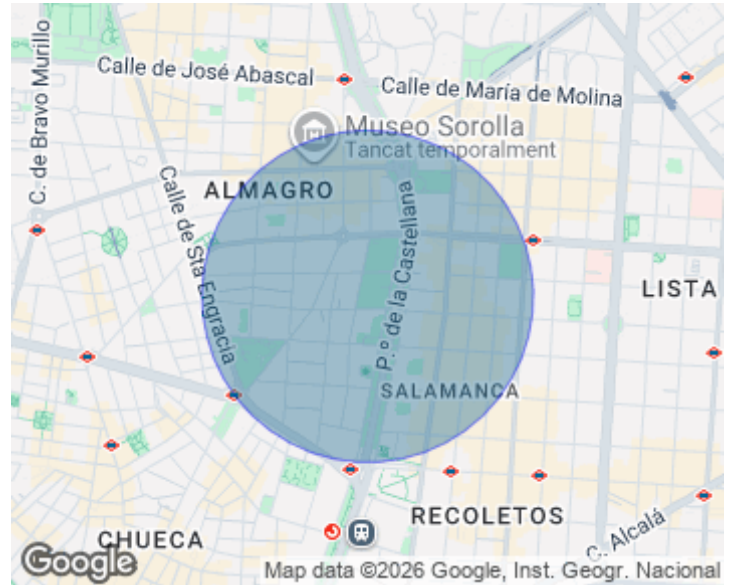 C. de Bravo Murillo
Calle de José Abascal
Calle de María de Molina
Museo Sorolla
Tancat temporalment
ALMAGRO
Calle de Sta Engracia
P.º de la Castellana
LISTA
SALAMANCA
RECOLETOS
CHUECA
C. Alcalá
Google
Map data ©2026 Google, Inst. Geogr. Nacional